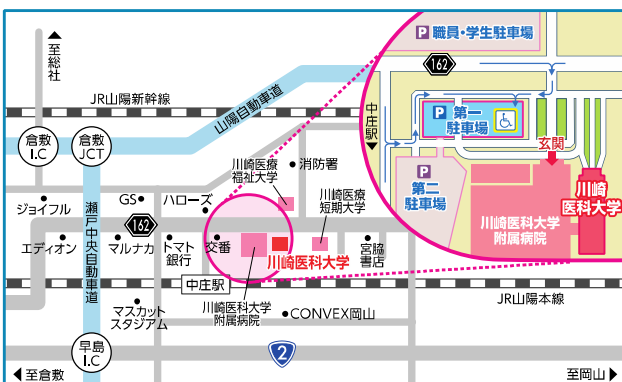 ▲至総社
JR山陽新幹線
山陽自動車道
倉敷
I.C
倉敷
JCT
瀬戸中央自動車道
ジョイフル
GS
ハローズ
162
エディオン
マルナカ
トマト
銀行
交番
川崎医療
福祉大学
消防署
川崎医療
短期大学
宮脇
書店
川崎医科大学
川崎医科大学
附属病院
中庄駅
マスカット
スタジアム
CONVEX岡山
JR山陽本線
早島
I.C
2
◀至倉敷
至岡山▶
P 職員・学生駐車場
162
中庄駅▼
P 第一
駐車場
P
第二
駐車場
玄関
川崎医科大学
附属病院
川崎
医科大学